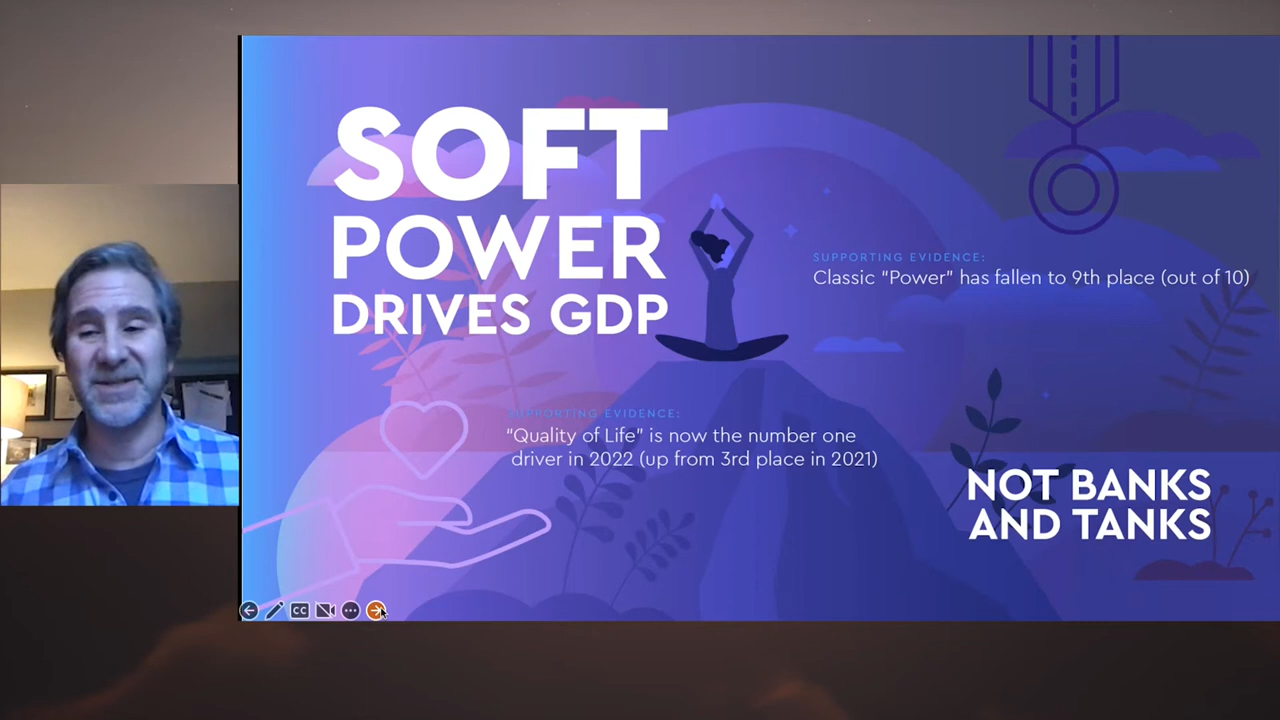 SOFT
POWER
DRIVES GDP
SUPPORTING EVIDENCE:
Classic "Power" has fallen to 9th place (out of 10)
SUPPORTING EVIDENCE:
"Quality of Life" is now the number one
driver in 2022 (up from 3rd place in 2021)
NOT BANKS
AND TANKS
CC